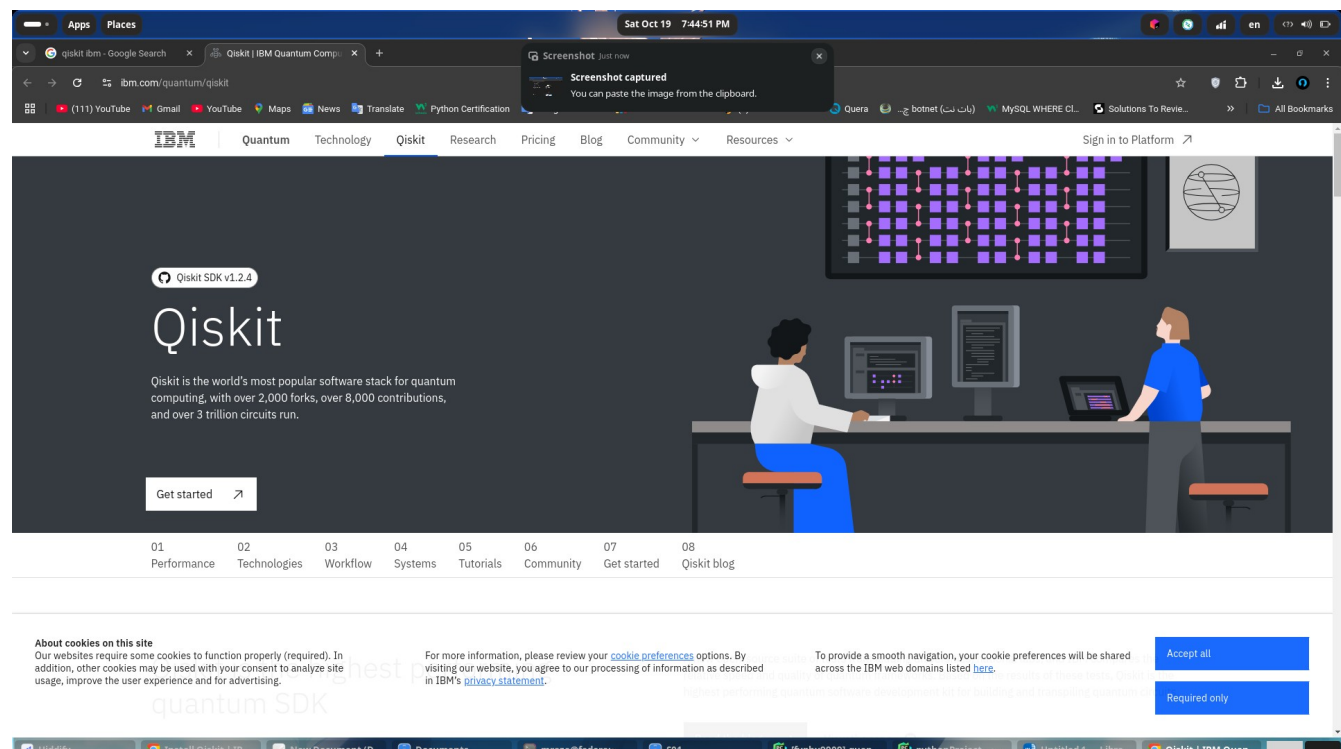 Apps Places Sat Oct 19 7:44:51 PM en
qiskit ibm - Google Search Qiskit | IBM Quantum Compu
Screenshot Just now
Screenshot captured
You can paste the image from the clipboard.
ibm.com/quantum/qiskit
(111) YouTube Gmail YouTube Maps News Translate Python Certification Quera botnet (بات نت) MySQL WHERE Cl... Solutions To Revie... All Bookmarks
IBM Quantum Technology Qiskit Research Pricing Blog Community Resources Sign in to Platform
Qiskit SDK v1.2.4
Qiskit
Qiskit is the world's most popular software stack for quantum
computing, with over 2,000 forks, over 8,000 contributions,
and over 3 trillion circuits run.
Get started
01 02 03 04 05 06 07 08
Performance Technologies Workflow Systems Tutorials Community Get started Qiskit blog
About cookies on this site
Our websites require some cookies to function properly (required). In
addition, other cookies may be used with your consent to analyze site
usage, improve the user experience and for advertising.
For more information, please review your cookie preferences options. By
visiting our website, you agree to our processing of information as described
in IBM's privacy statement.
To provide a smooth navigation, your cookie preferences will be shared
across the IBM web domains listed here.
Accept all
Required only
quantum SDK